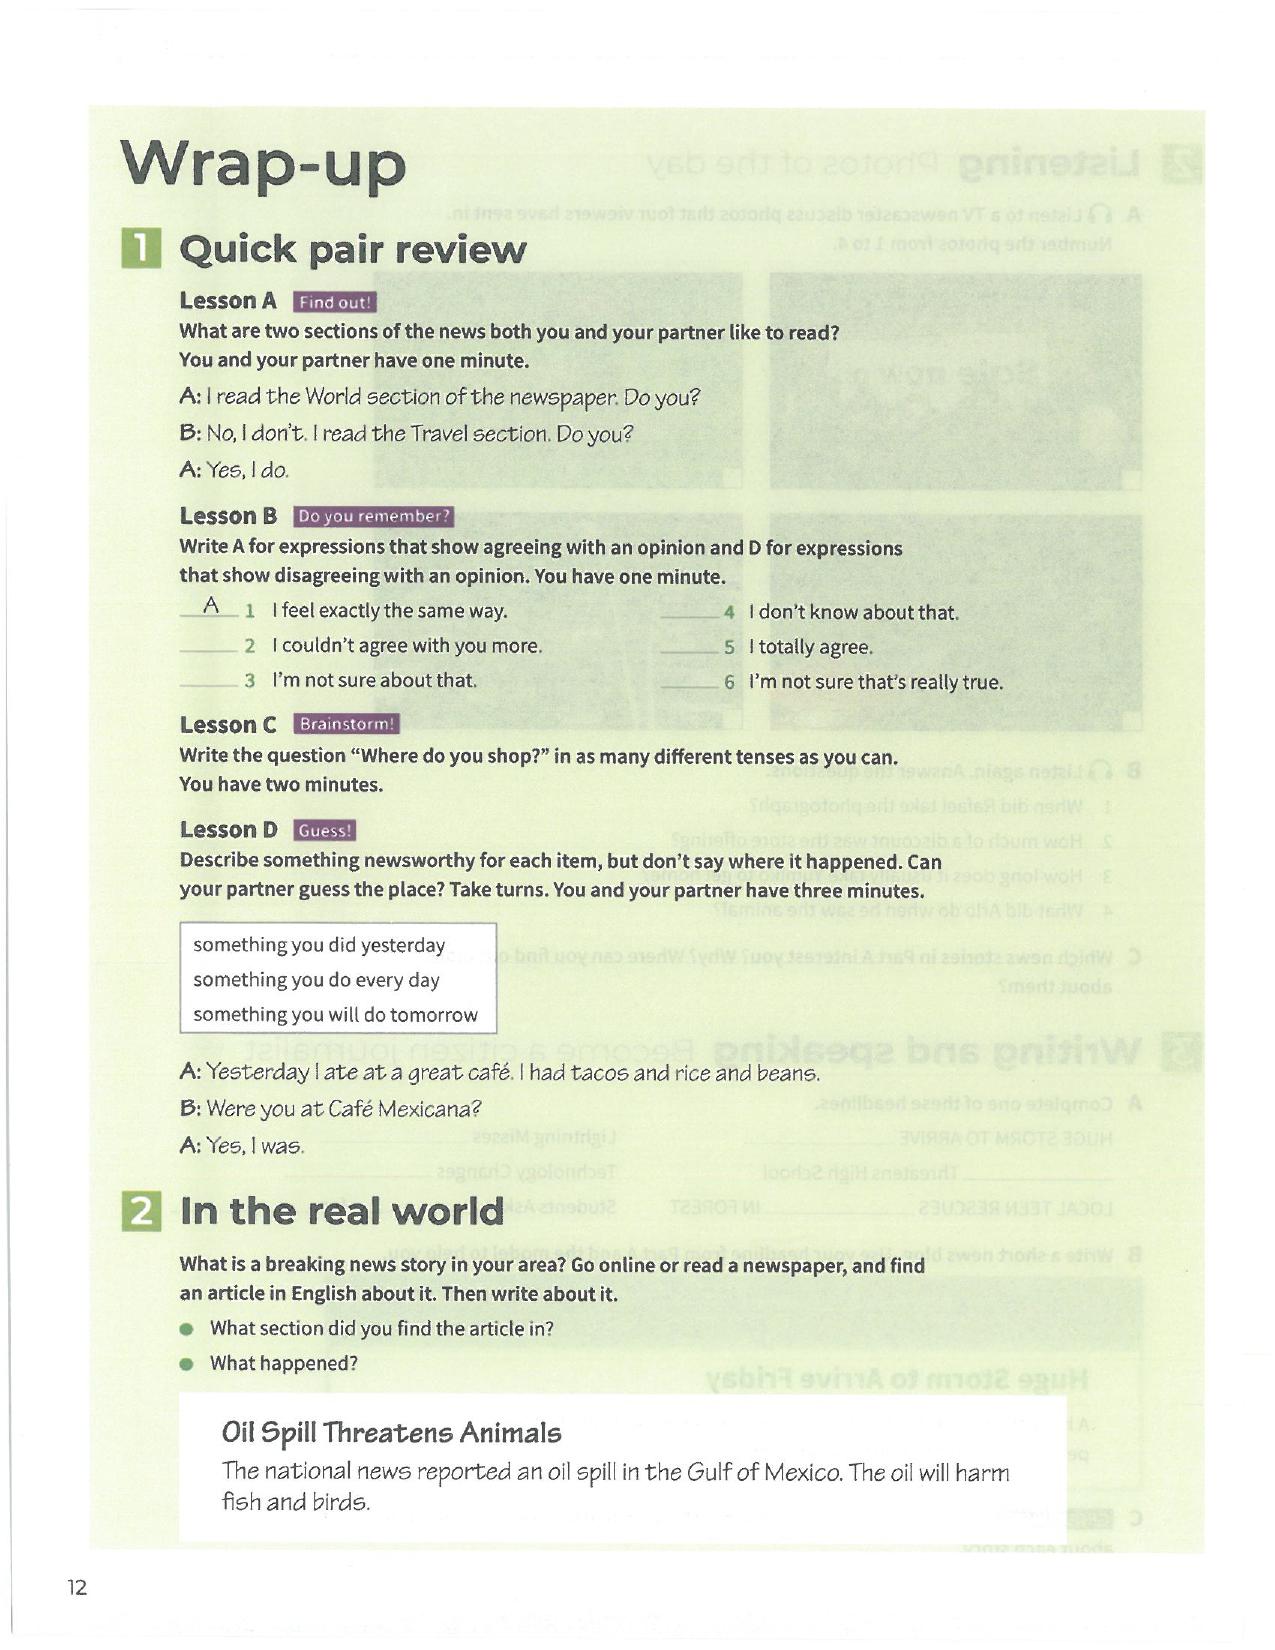 Wrap-up
1 Quick pair review
Lesson A Find out!
What are two sections of the news both you and your partner like to read?
You and your partner have one minute.
A: I read the World section of the newspaper. Do you?
B: No, I don't. I read the Travel section. Do you?
A: Yes, I do.
Lesson B Do you remember?
Write A for expressions that show agreeing with an opinion and D for expressions
that show disagreeing with an opinion. You have one minute.
A 1 I feel exactly the same way.
2 I couldn't agree with you more.
3 I'm not sure about that.
4 I don't know about that.
5 I totally agree.
6 I'm not sure that's really true.
Lesson C Brainstorm!
Write the question “Where do you shop?” in as many different tenses as you can.
You have two minutes.
Lesson D Guess!
Describe something newsworthy for each item, but don't say where it happened. Can
your partner guess the place? Take turns. You and your partner have three minutes.
something you did yesterday
something you do every day
something you will do tomorrow
A: Yesterday I ate at a great café. I had tacos and rice and beans.
B: Were you at Café Mexicana?
A: Yes, I was.
2 In the real world
What is a breaking news story in your area? Go online or read a newspaper, and find
an article in English about it. Then write about it.
● What section did you find the article in?
● What happened?
Oil Spill Threatens Animals
The national news reported an oil spill in the Gulf of Mexico. The oil will harm
fish and birds.
12